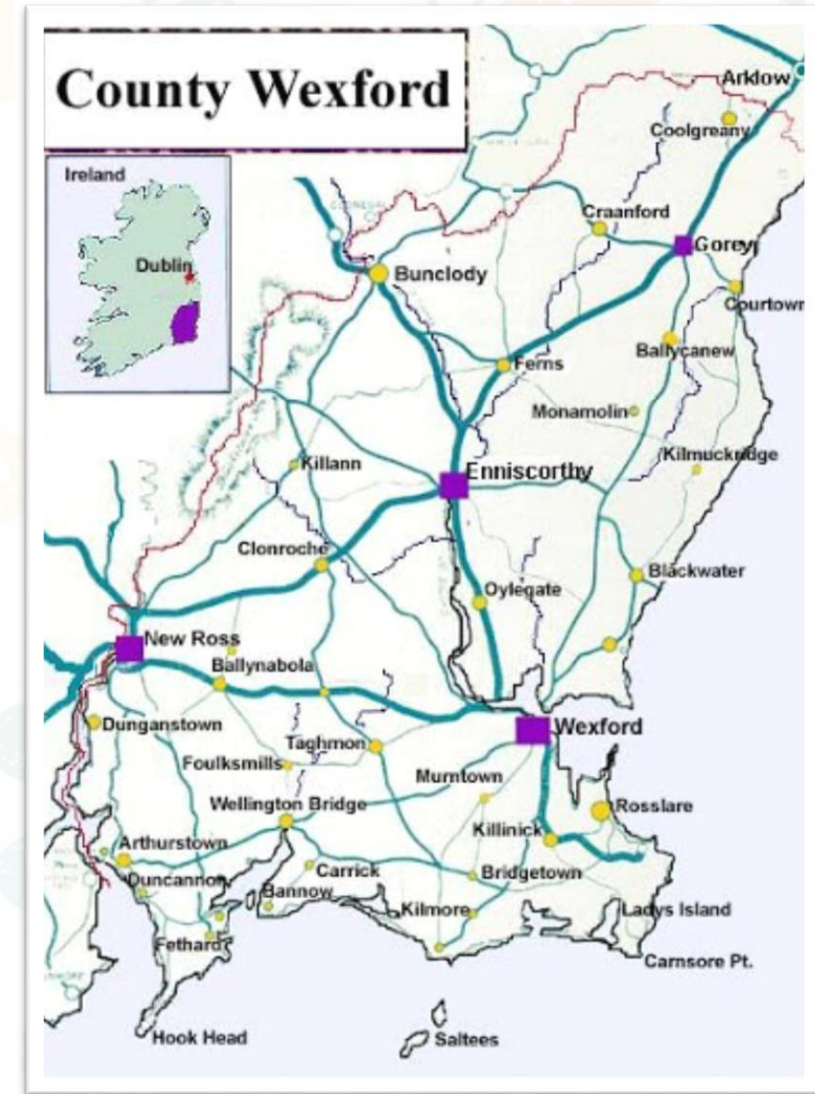 County Wexford
Ireland
Dublin
Arklow
Coolgreany
Craanford
Gorey
Bunclody
Courtown
Ballycanew
Ferns
Monamolin
Kilmuckridge
Killann
Enniscorthy
Clonroche
Blackwater
Oylegate
New Ross
Ballynabola
Dunganstown
Wexford
Taghmon
Foulksmills
Murntown
Wellington Bridge
Rosslare
Killinick
Arthurstown
Carrick
Bridgetown
Duncannon
Bannow
Kilmore
Ladys Island
Fethard
Carnsore Pt.
Hook Head
Saltees